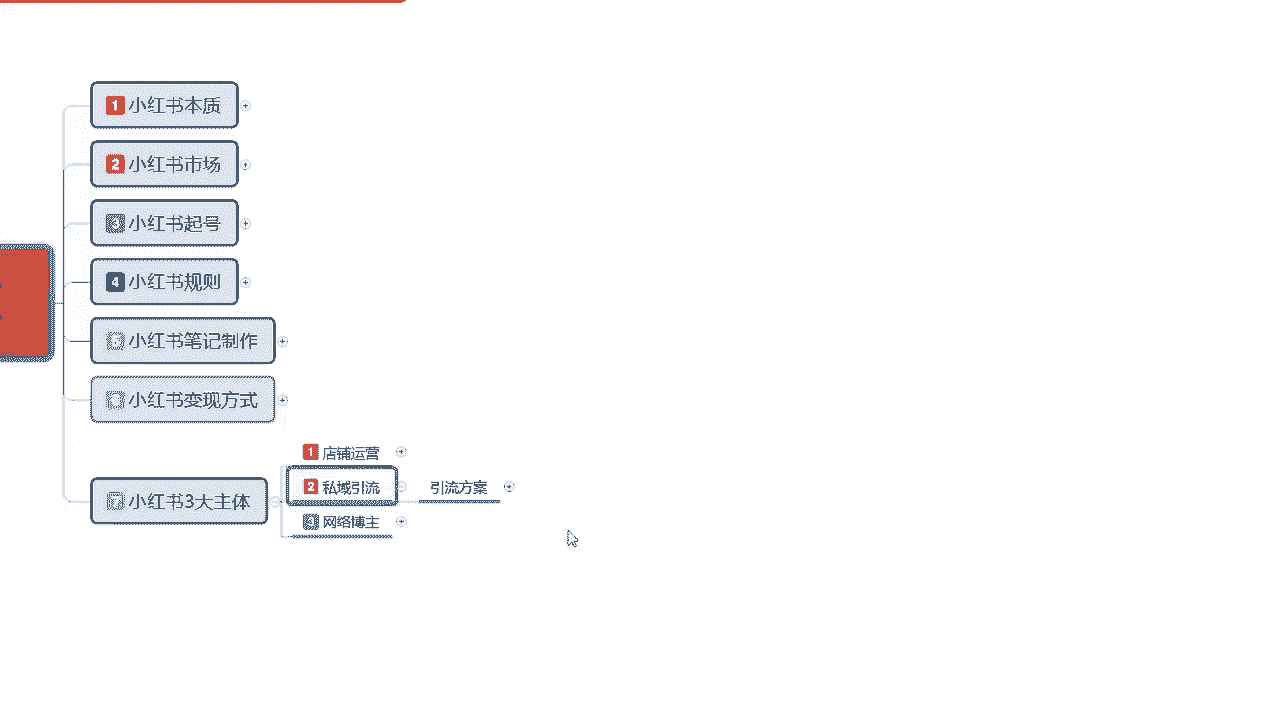 1 小红书本质
2 小红书市场
3 小红书起号
4 小红书规则
5 小红书笔记制作
6 小红书变现方式
7 小红书3大主体
1 店铺运营
2 私域引流
引流方案
3 网络博主